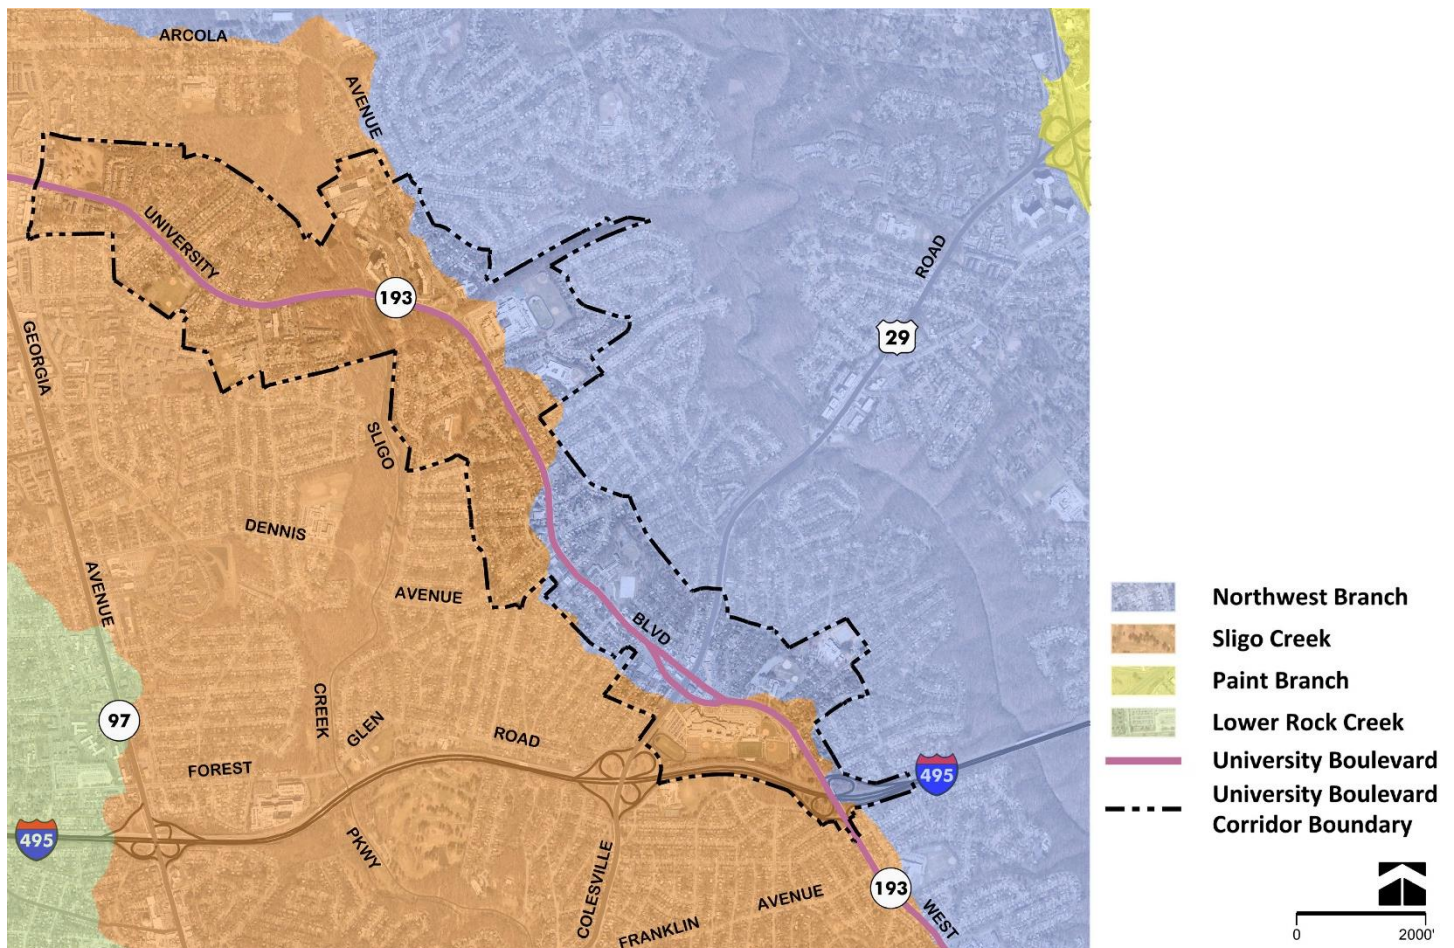 ARCOLA
AVENUE
UNIVERSITY
193
ROAD
29
GEORGIA
SLIGO
DENNIS
AVENUE
AVENUE
BLVD
Northwest Branch
Sligo Creek
Paint Branch
Lower Rock Creek
University Boulevard
University Boulevard
Corridor Boundary
97
CREEK
GLEN
ROAD
FOREST
495
495
PKWY
COLESVILLE
AVENUE
FRANKLIN
193
WEST
0 2000'